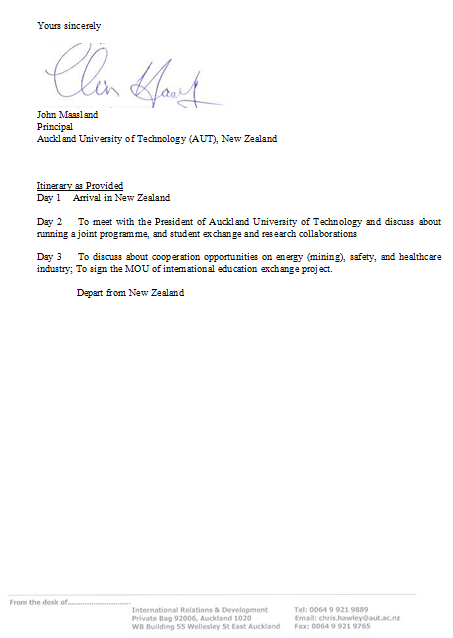 Yours sincerely
John Maasland
Principal
Auckland University of Technology (AUT), New Zealand
Itinerary as Provided
Day 1 Arrival in New Zealand
Day 2 To meet with the President of Auckland University of Technology and discuss about
running a joint programme, and student exchange and research collaborations
Day 3 To discuss about cooperation opportunities on energy (mining), safety, and healthcare
industry; To sign the MOU of international education exchange project.
Depart from New Zealand
From the desk of..............................
International Relations & Development Tel: 0064 9 921 9889
Private Bag 92006, Auckland 1020 Email: chris.hawley@aut.ac.nz
WB Building 55 Wellesley St East Auckland Fax: 0064 9 921 9765